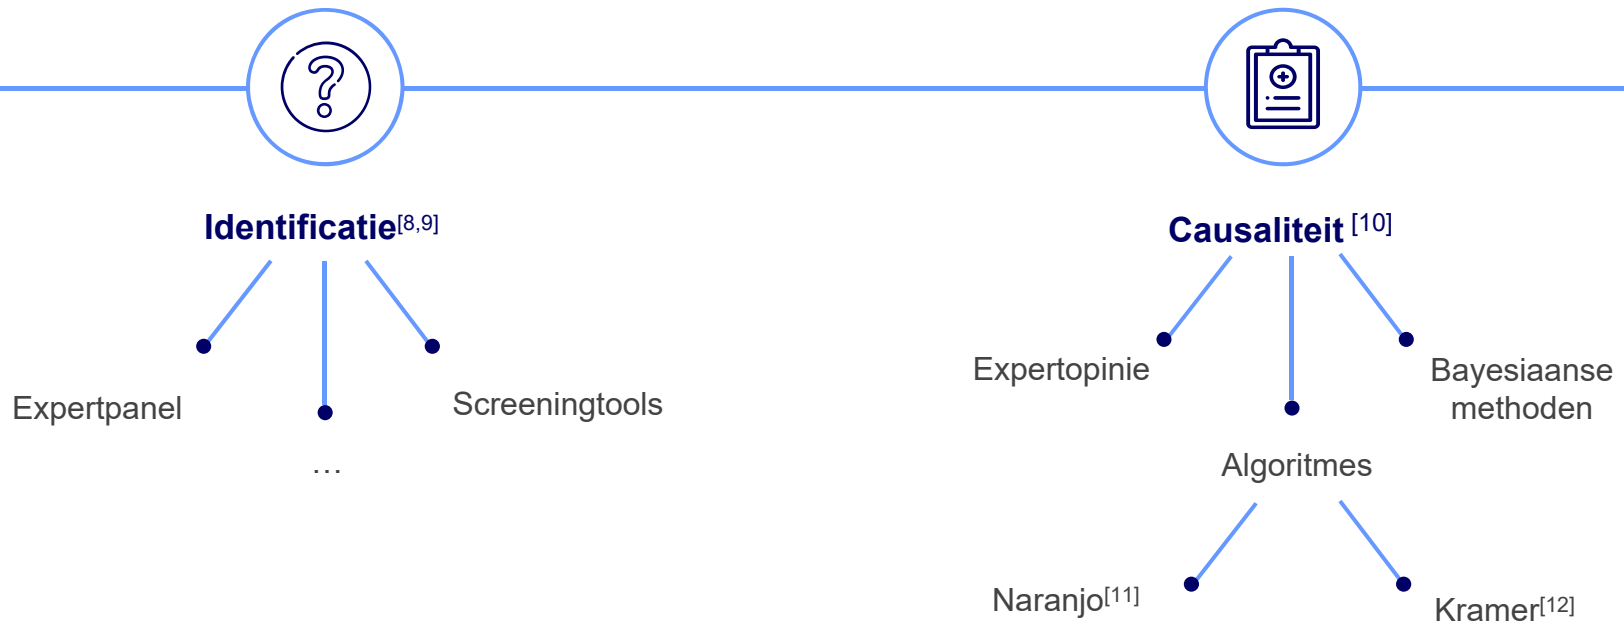 Identificatie[8,9]
Expertpanel
...
Screeningtools
Causaliteit [10]
Expertopinie
Algoritmes
Bayesiaanse
methoden
Naranjo[11]
Kramer[12]